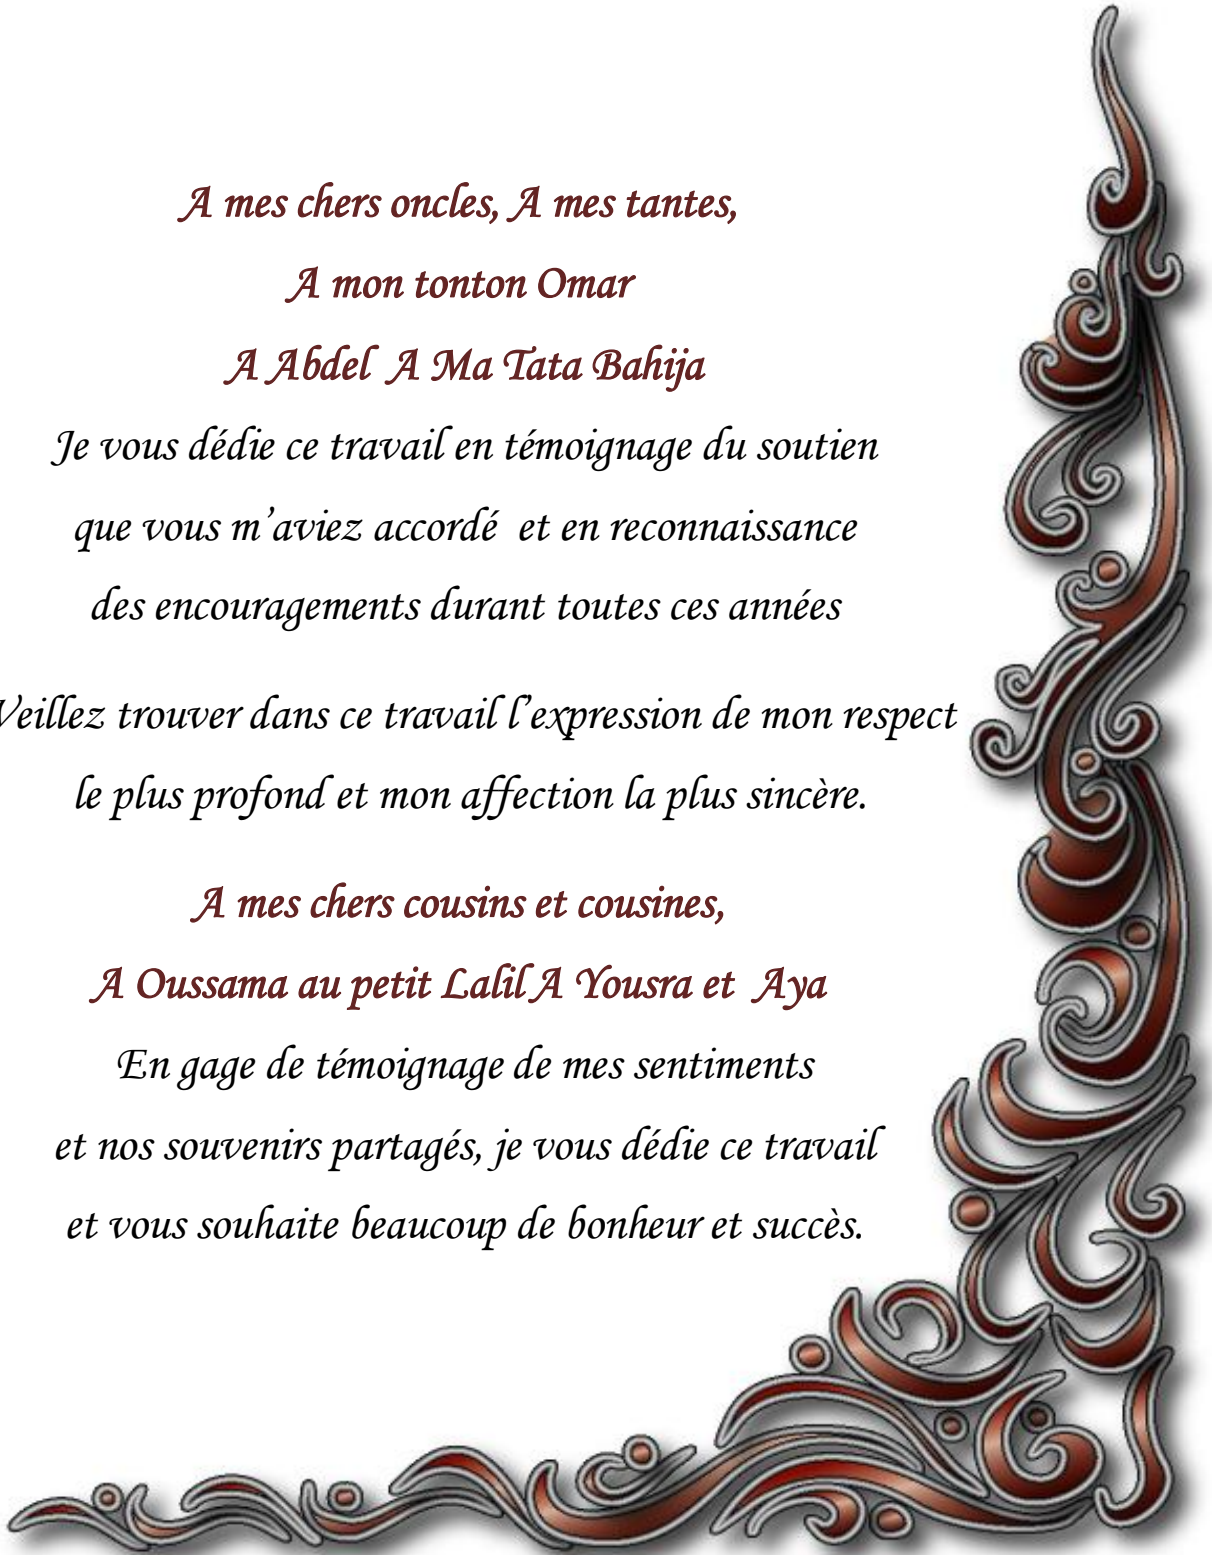 A mes chers oncles, A mes tantes,
A mon tonton Omar
A Abdel A Ma Tata Bahija
Je vous dédie ce travail en témoignage du soutien
que vous m’aviez accordé et en reconnaissance
des encouragements durant toutes ces années
Veillez trouver dans ce travail l’expression de mon respect
le plus profond et mon affection la plus sincère.
A mes chers cousins et cousines,
A Oussama au petit Lalil A Yousra et Aya
En gage de témoignage de mes sentiments
et nos souvenirs partagés, je vous dédie ce travail
et vous souhaite beaucoup de bonheur et succès.